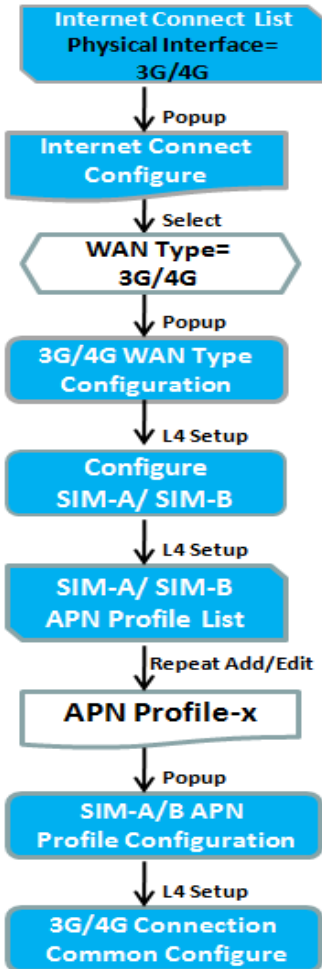 Internet Connect List
Physical Interface=
3G/4G
Popup
Internet Connect
Configure
Select
WAN Type=
3G/4G
Popup
3G/4G WAN Type
Configuration
L4 Setup
Configure
SIM-A/ SIM-B
L4 Setup
SIM-A/ SIM-B
APN Profile List
Repeat Add/Edit
APN Profile-x
Popup
SIM-A/B APN
Profile Configuration
L4 Setup
3G/4G Connection
Common Configure